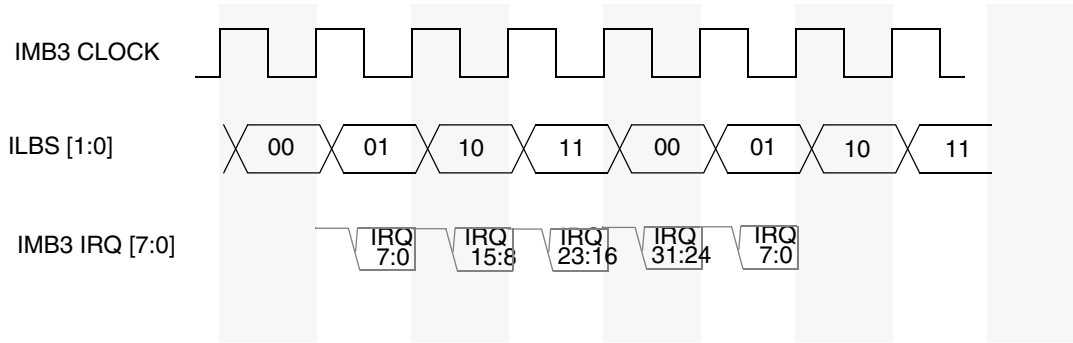 IMB3 CLOCK
ILBS [1:0]
00 01 10 11 00 01 10 11
IMB3 IRQ [7:0]
IRQ IRQ IRQ IRQ IRQ
7:0 15:8 23:16 31:24 7:0